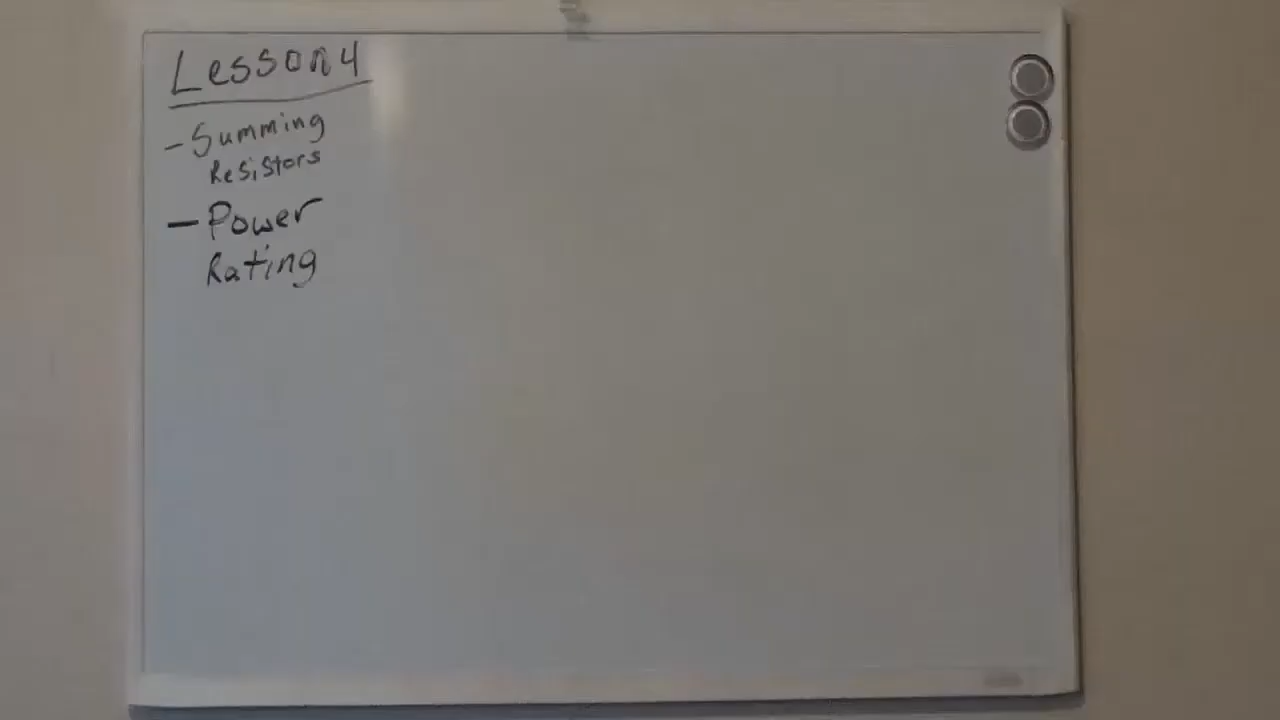 Lesson 4
- Summing
Resistors
- Power
Rating